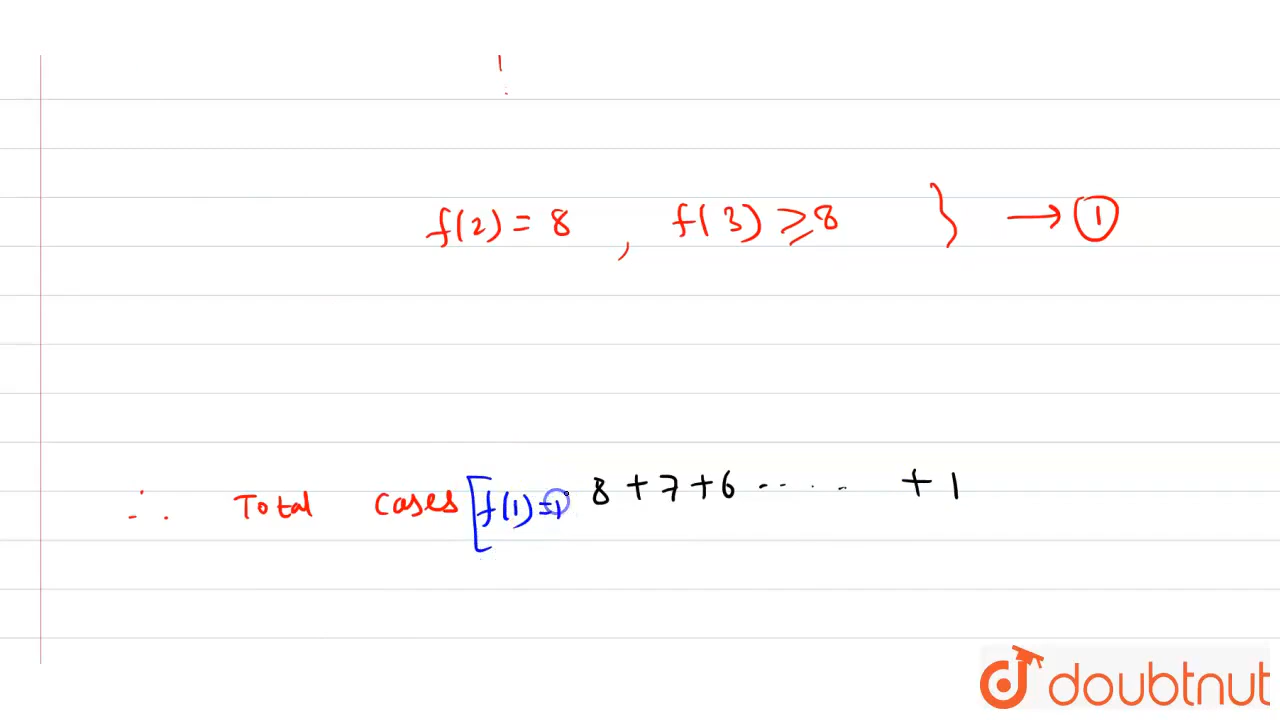 f(2) = 8 , f(3) ≥ 8 } → ①
∴ Total cases [f(1)=1 8 + 7 + 6 ..... + 1
doubtnut